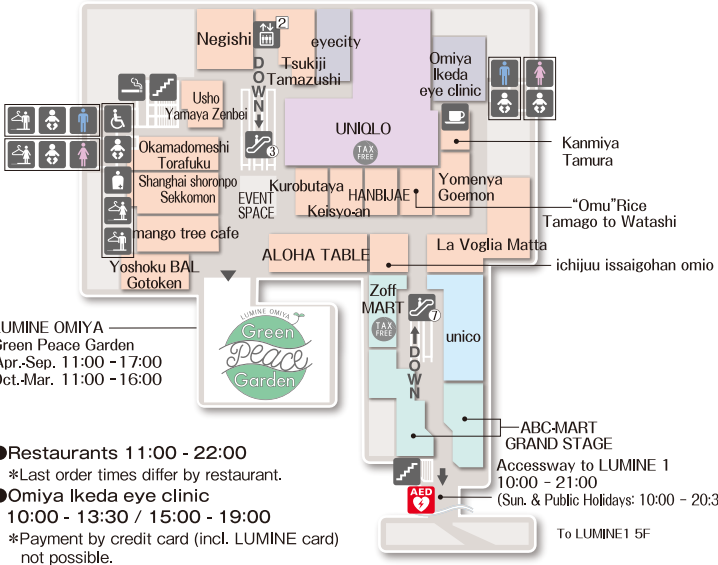 Negishi
2
eyecity
Tsukiji
Tamazushi
Omiya
Ikeda
eye clinic
DOWN
Usho
Yamaya Zenbei
3
UNIQLO
TAX
FREE
Kanmiya
Tamura
Okamadomeshi
Torafuku
Shanghai shoronpo
Sekkomon
mango tree cafe
Yoshoku BAL
Gotoken
EVENT
SPACE
Kurobutaya
Keisyo-an
HANBIJAE
Yomenya
Goemon
"Omu"Rice
Tamago to Watashi
ALOHA TABLE
La Voglia Matta
ichijuu issaigohan omio
Zoff
MART
TAX
FREE
7
DOWN
unico
LUMINE OMIYA
Green Peace Garden
Apr.-Sep. 11:00 - 17:00
Oct.-Mar. 11:00 - 16:00
LUMINE OMIYA
Green
Peace
Garden
ABC-MART
GRAND STAGE
●Restaurants 11:00 - 22:00
*Last order times differ by restaurant.
●Omiya Ikeda eye clinic
10:00 - 13:30 / 15:00 - 19:00
*Payment by credit card (incl. LUMINE card)
not possible.
AED
Accessway to LUMINE 1
10:00 - 21:00
(Sun. & Public Holidays: 10:00 - 20:3
To LUMINE1 5F